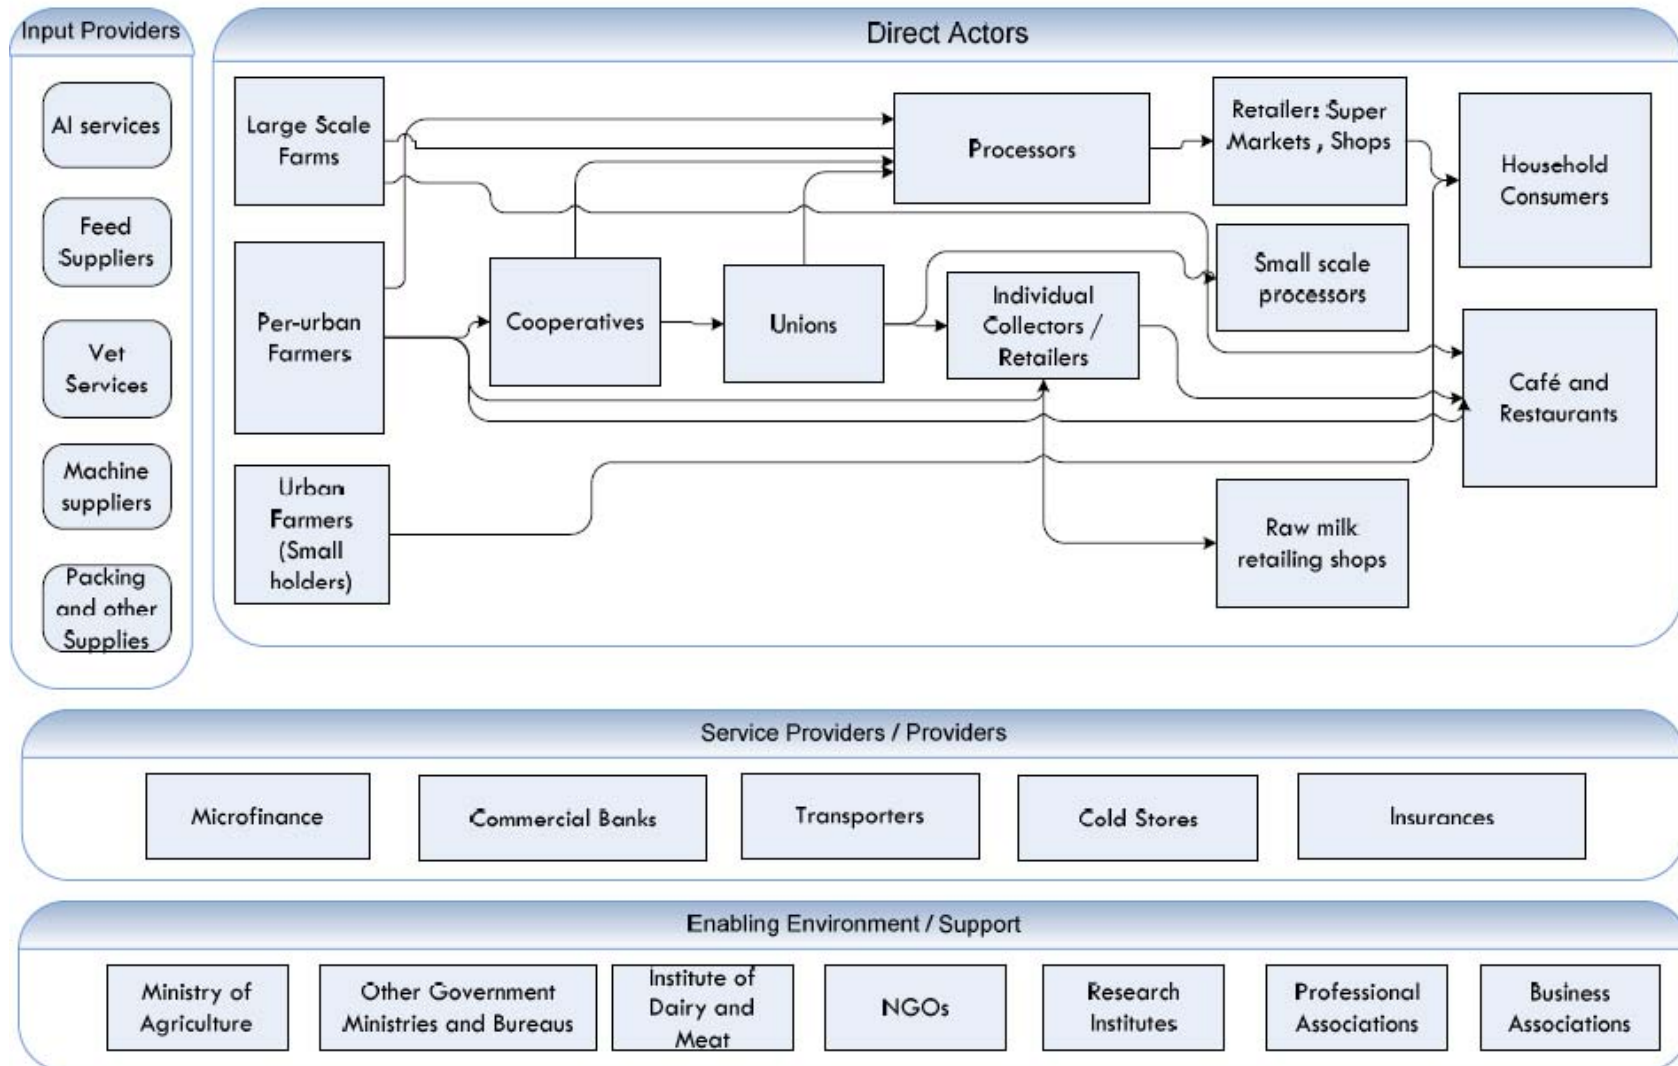 Input Providers
AI services
Feed
Suppliers
Vet
Services
Machine
suppliers
Packing
and other
Supplies
Direct Actors
Large Scale
Farms
Per-urban
Farmers
Urban
Farmers
(Small
holders)
Cooperatives
Unions
Processors
Individual
Collectors /
Retailers
Retailer: Super
Markets , Shops
Small scale
processors
Raw milk
retailing shops
Household
Consumers
Café and
Restaurants
Service Providers / Providers
Microfinance
Commercial Banks
Transporters
Cold Stores
Insurances
Enabling Environment / Support
Ministry of
Agriculture
Other Government
Ministries and Bureaus
Institute of
Dairy and
Meat
NGOs
Research
Institutes
Professional
Associations
Business
Associations